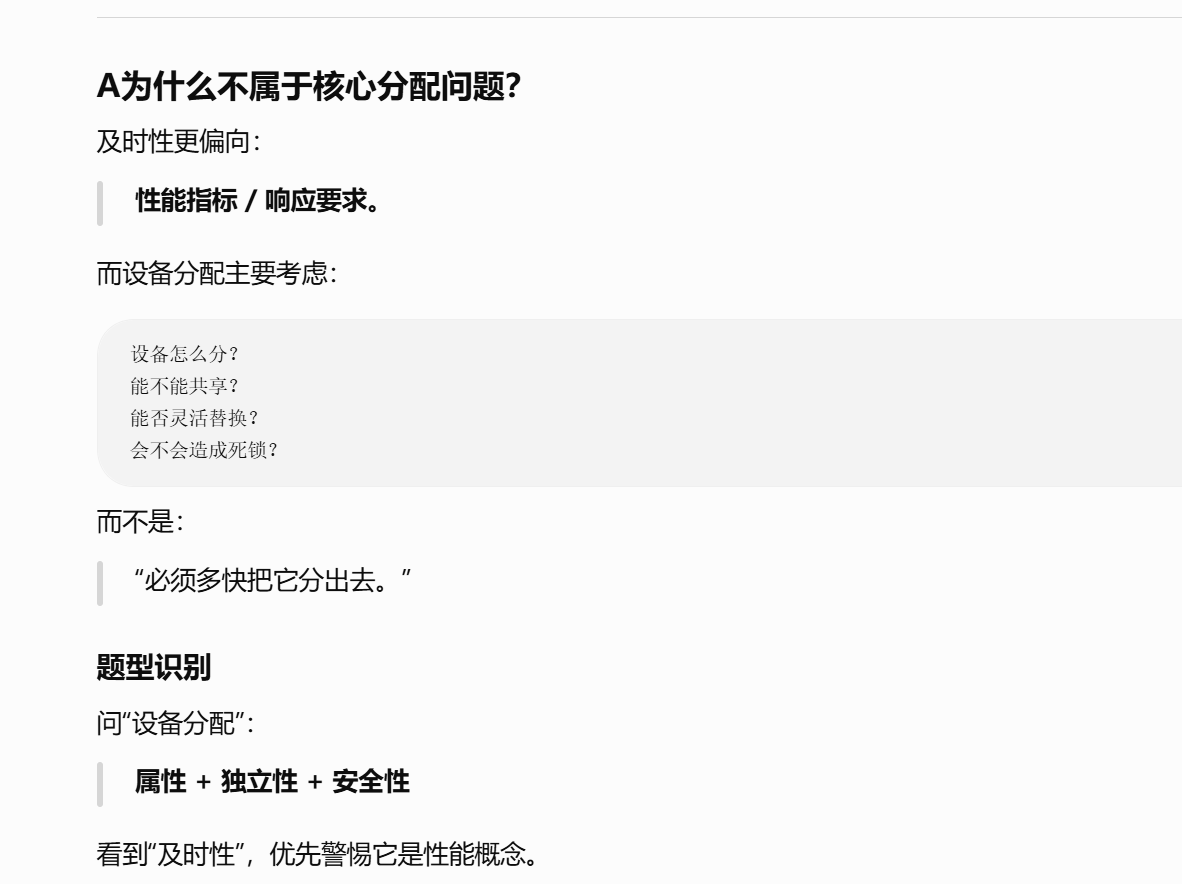 A为什么不属于核心分配问题？
及时性更偏向：
性能指标 / 响应要求。
而设备分配主要考虑：
设备怎么分？
能不能共享？
能否灵活替换？
会不会造成死锁？
而不是：
“必须多快把它分出去。”
题型识别
问“设备分配”：
属性 + 独立性 + 安全性
看到“及时性”，优先警惕它是性能概念。